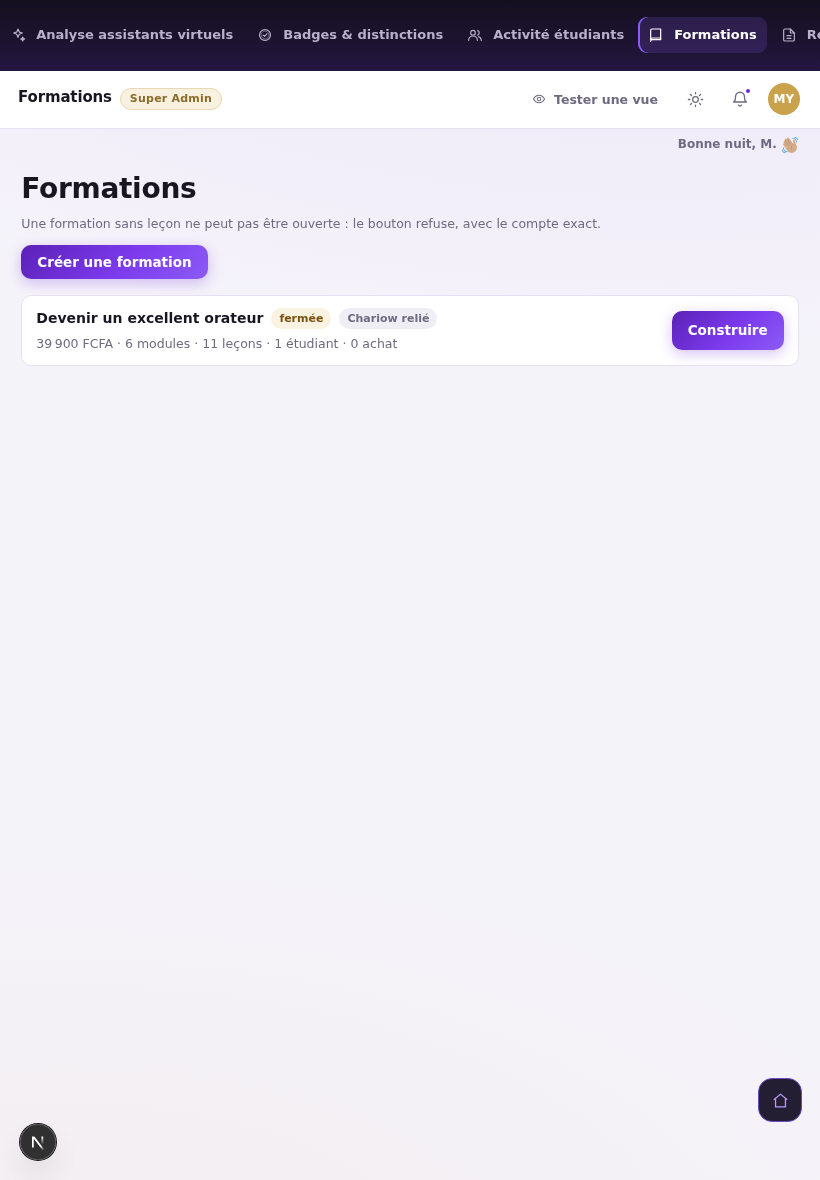 Analyse assistants virtuels Badges & distinctions Activité étudiants Formations
Formations Super Admin Tester une vue MY
Bonne nuit, M. 👋🏽
Formations
Une formation sans leçon ne peut pas être ouverte : le bouton refuse, avec le compte exact.
Créer une formation
Devenir un excellent orateur fermée Chariow relié
Construire
39 900 FCFA · 6 modules · 11 leçons · 1 étudiant · 0 achat
N